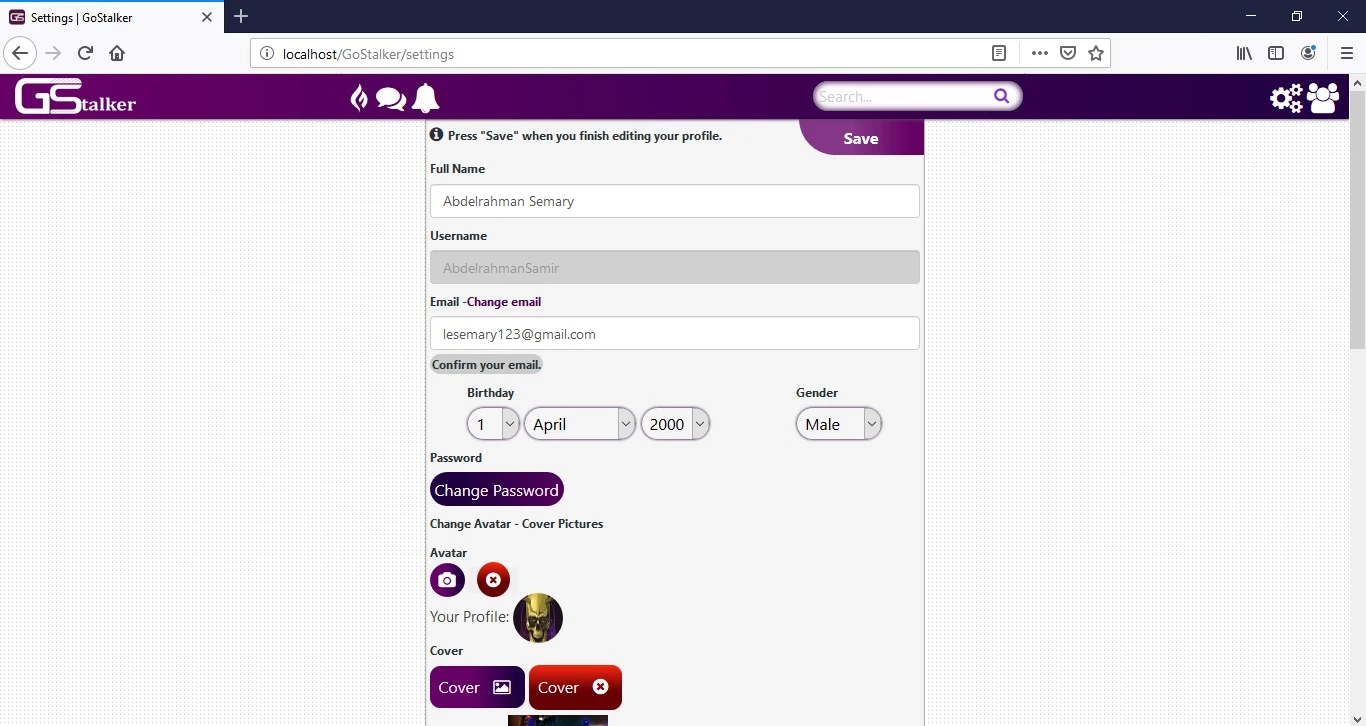 GS Settings | GoStalker
localhost/GoStalker/settings
GStalker
Search...
Press "Save" when you finish editing your profile.
Save
Full Name
Abdelrahman Semary
Username
AbdelrahmanSamir
Email -Change email
lesemary123@gmail.com
Confirm your email.
Birthday Gender
1 April 2000 Male
Password
Change Password
Change Avatar - Cover Pictures
Avatar
Your Profile:
Cover
Cover Cover